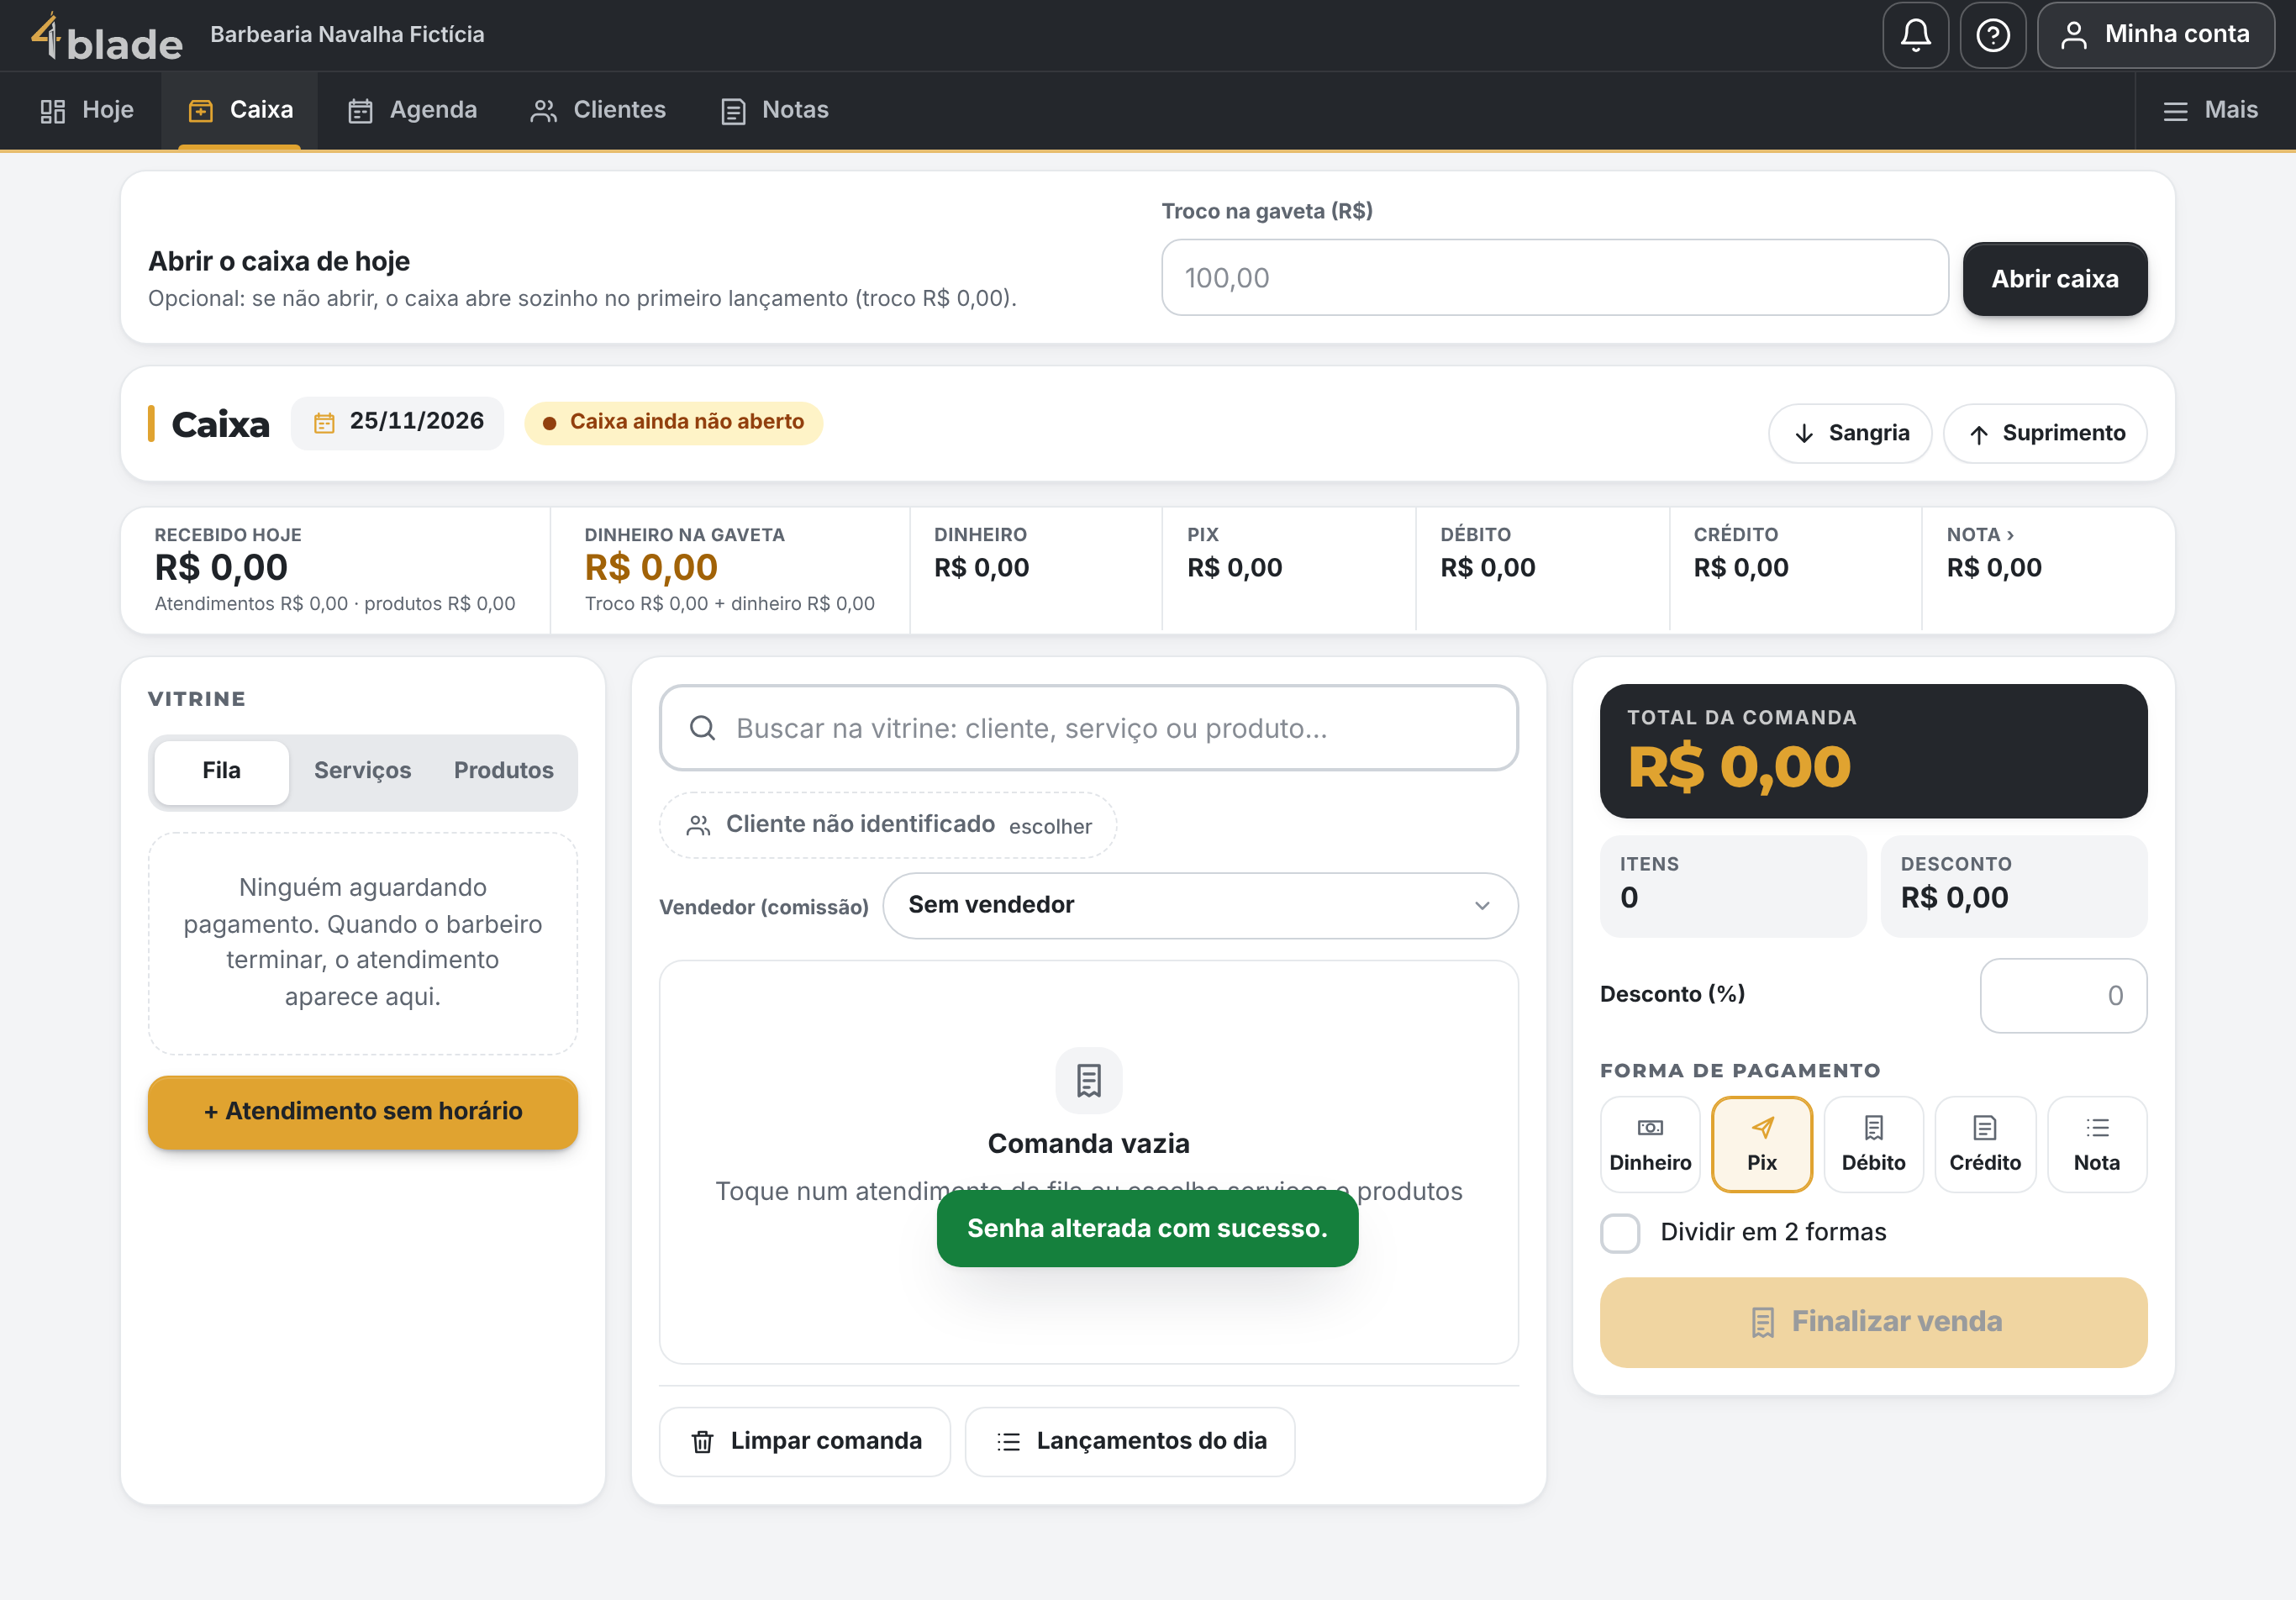 4blade
Barbearia Navalha Fictícia
Minha conta
Hoje
Caixa
Agenda
Clientes
Notas
Mais
Troco na gaveta (R$)
Abrir o caixa de hoje
Opcional: se não abrir, o caixa abre sozinho no primeiro lançamento (troco R$ 0,00).
100,00
Abrir caixa
Caixa
25/11/2026
Caixa ainda não aberto
Sangria
Suprimento
RECEBIDO HOJE
R$ 0,00
Atendimentos R$ 0,00 · produtos R$ 0,00
DINHEIRO NA GAVETA
R$ 0,00
Troco R$ 0,00 + dinheiro R$ 0,00
DINHEIRO
R$ 0,00
PIX
R$ 0,00
DÉBITO
R$ 0,00
CRÉDITO
R$ 0,00
NOTA ›
R$ 0,00
VITRINE
Fila
Serviços
Produtos
Ninguém aguardando
pagamento. Quando o barbeiro
terminar, o atendimento
aparece aqui.
+ Atendimento sem horário
Buscar na vitrine: cliente, serviço ou produto...
Cliente não identificado escolher
Vendedor (comissão)
Sem vendedor
Comanda vazia
Toque num atendimento da fila ou escolha serviços e produtos
Senha alterada com sucesso.
Limpar comanda
Lançamentos do dia
TOTAL DA COMANDA
R$ 0,00
ITENS
0
DESCONTO
R$ 0,00
Desconto (%)
0
FORMA DE PAGAMENTO
Dinheiro
Pix
Débito
Crédito
Nota
Dividir em 2 formas
Finalizar venda